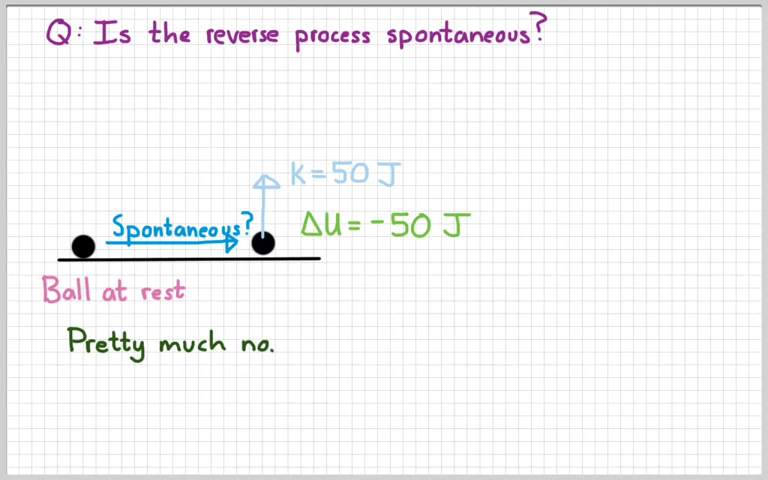 Q: Is the reverse process spontaneous?
K = 50 J
Spontaneous?
ΔU = -50 J
Ball at rest
Pretty much no.